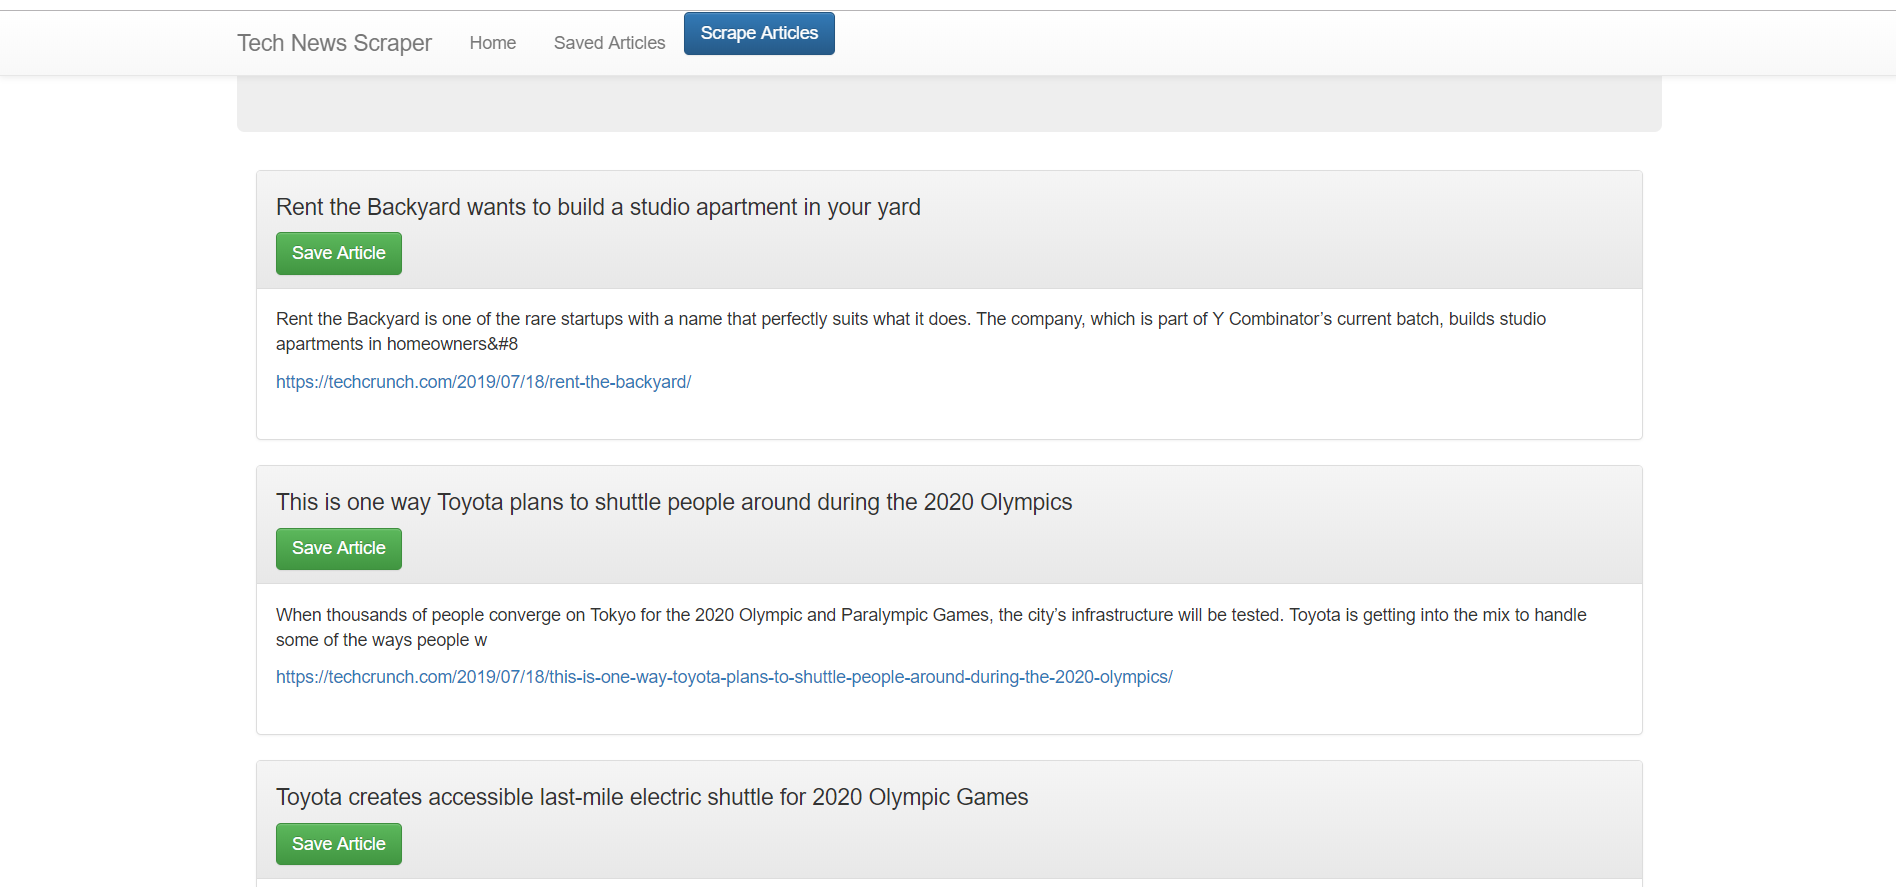 Tech News Scraper Home Saved Articles Scrape Articles
Rent the Backyard wants to build a studio apartment in your yard
Save Article
Rent the Backyard is one of the rare startups with a name that perfectly suits what it does. The company, which is part of Y Combinator’s current batch, builds studio
apartments in homeowners&#8
https://techcrunch.com/2019/07/18/rent-the-backyard/
This is one way Toyota plans to shuttle people around during the 2020 Olympics
Save Article
When thousands of people converge on Tokyo for the 2020 Olympic and Paralympic Games, the city’s infrastructure will be tested. Toyota is getting into the mix to handle
some of the ways people w
https://techcrunch.com/2019/07/18/this-is-one-way-toyota-plans-to-shuttle-people-around-during-the-2020-olympics/
Toyota creates accessible last-mile electric shuttle for 2020 Olympic Games
Save Article